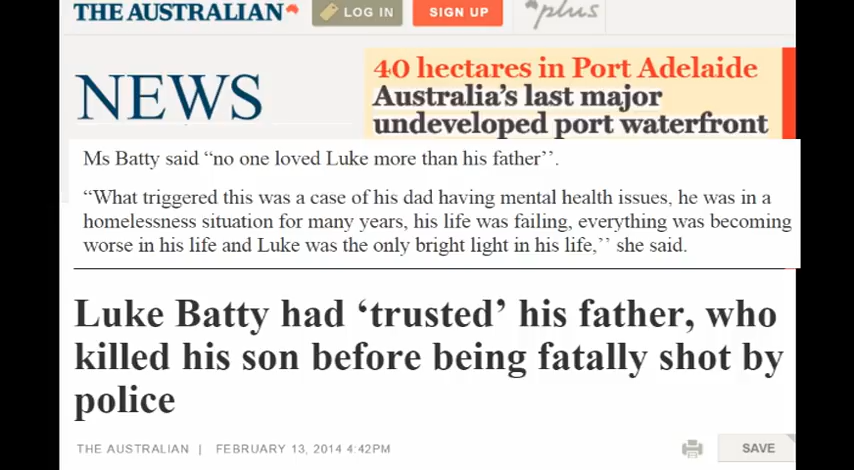 THE AUSTRALIAN
LOG IN
SIGN UP
plus
NEWS
40 hectares in Port Adelaide
Australia's last major
undeveloped port waterfront
Ms Batty said “no one loved Luke more than his father’’.
“What triggered this was a case of his dad having mental health issues, he was in a
homelessness situation for many years, his life was failing, everything was becoming
worse in his life and Luke was the only bright light in his life,’’ she said.
Luke Batty had ‘trusted’ his father, who
killed his son before being fatally shot by
police
THE AUSTRALIAN | FEBRUARY 13, 2014 4:42PM
SAVE